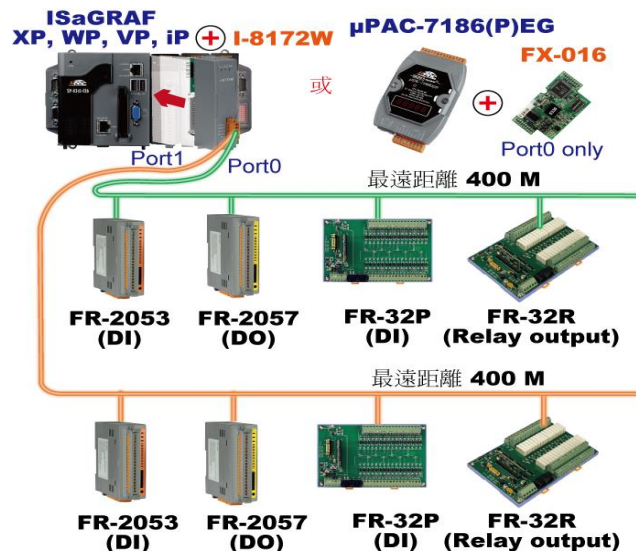 ISaGRAF
XP, WP, VP, iP + I-8172W
或
μPAC-7186(P)EG
+
FX-016
Port0 only
Port1
Port0
最遠距離 400 M
FR-2053
(DI)
FR-2057
(DO)
FR-32P
(DI)
FR-32R
(Relay output)
最遠距離 400 M
FR-2053
(DI)
FR-2057
(DO)
FR-32P
(DI)
FR-32R
(Relay output)